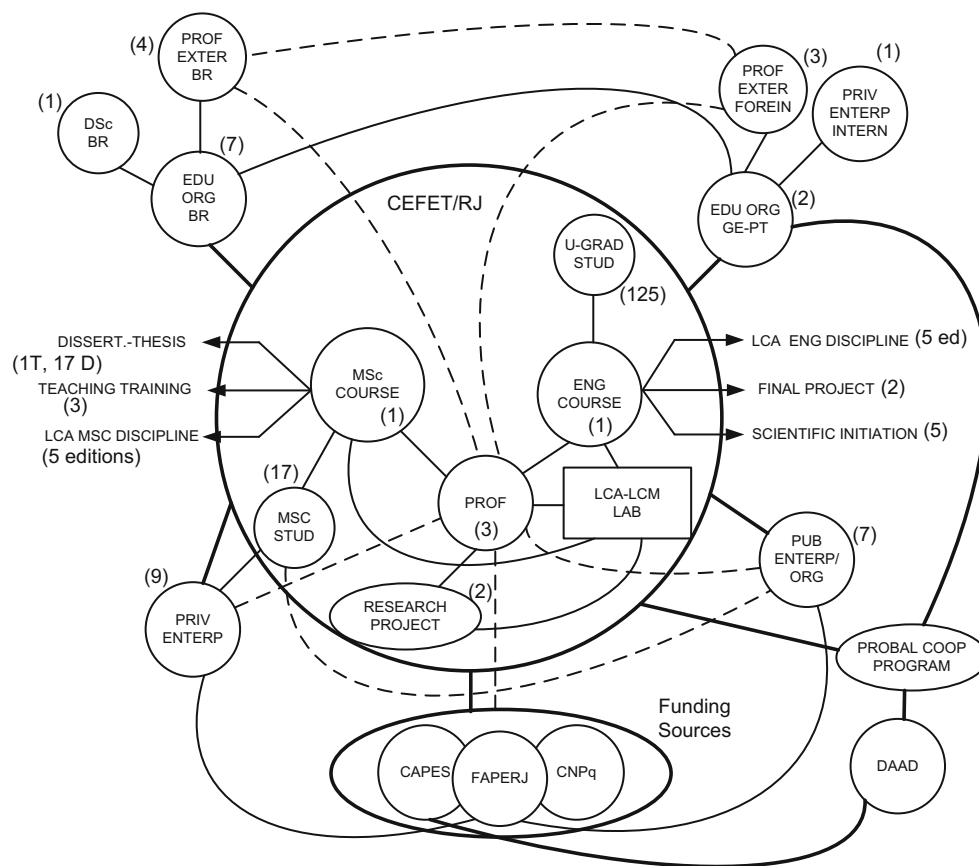 (4)
PROF
EXTER
BR
(3)
PROF
EXTER
FOREIN
(1)
PRIV
ENTERP
INTERN
(1)
DSc
BR
(7)
EDU
ORG
BR
CEFET/RJ
EDU ORG
GE-PT
(2)
U-GRAD
STUD
(125)
DISSERT.-THESIS
(1T, 17 D)
TEACHING TRAINING
(3)
LCA MSC DISCIPLINE
(5 editions)
MSc
COURSE
(1)
ENG
COURSE
(1)
LCA ENG DISCIPLINE (5 ed)
FINAL PROJECT (2)
SCIENTIFIC INITIATION (5)
(17)
MSC
STUD
PROF
(3)
LCA-LCM
LAB
(7)
PUB
ENTERP/
ORG
(9)
PRIV
ENTERP
RESEARCH
PROJECT
(2)
PROBAL COOP
PROGRAM
Funding
Sources
CAPES
FAPERJ
CNPq
DAAD